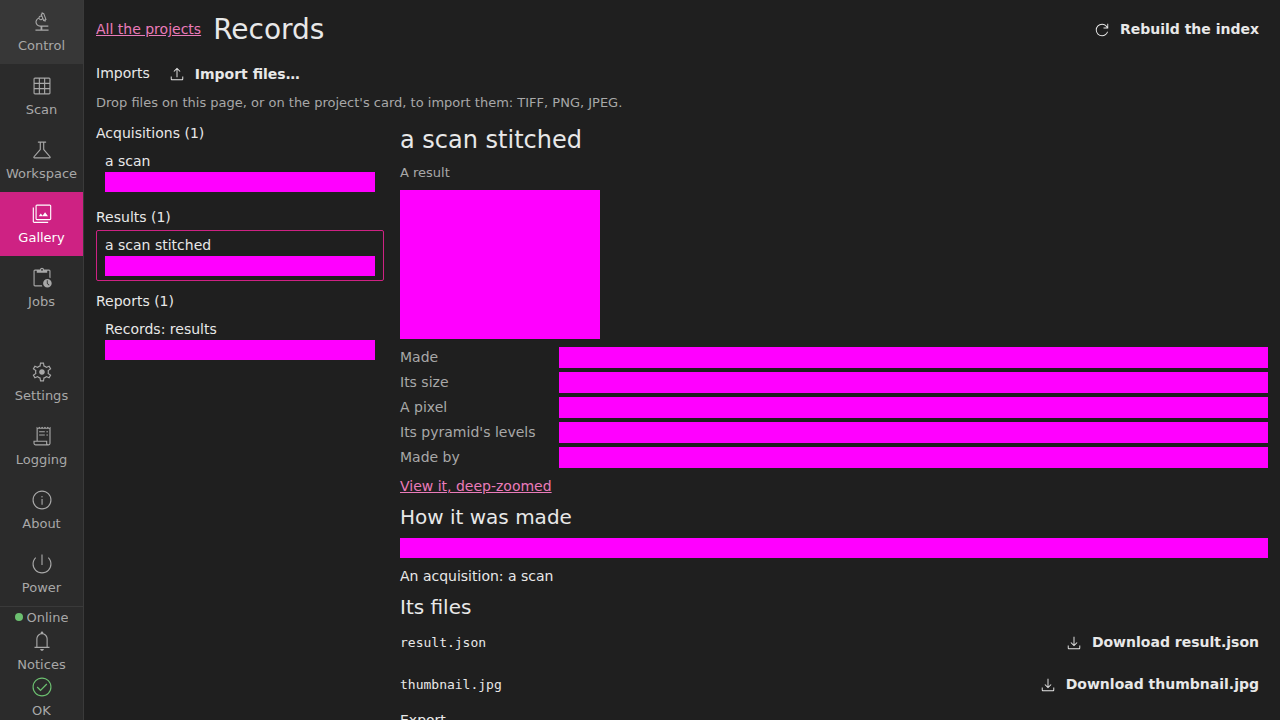 Control
Scan
Workspace
Gallery
Jobs
Settings
Logging
About
Power
Online
Notices
OK
All the projects Records
Rebuild the index
Imports Import files…
Drop files on this page, or on the project's card, to import them: TIFF, PNG, JPEG.
Acquisitions (1)
a scan
Results (1)
a scan stitched
Reports (1)
Records: results
a scan stitched
A result
Made
Its size
A pixel
Its pyramid's levels
Made by
View it, deep-zoomed
How it was made
An acquisition: a scan
Its files
result.json Download result.json
thumbnail.jpg Download thumbnail.jpg
Export